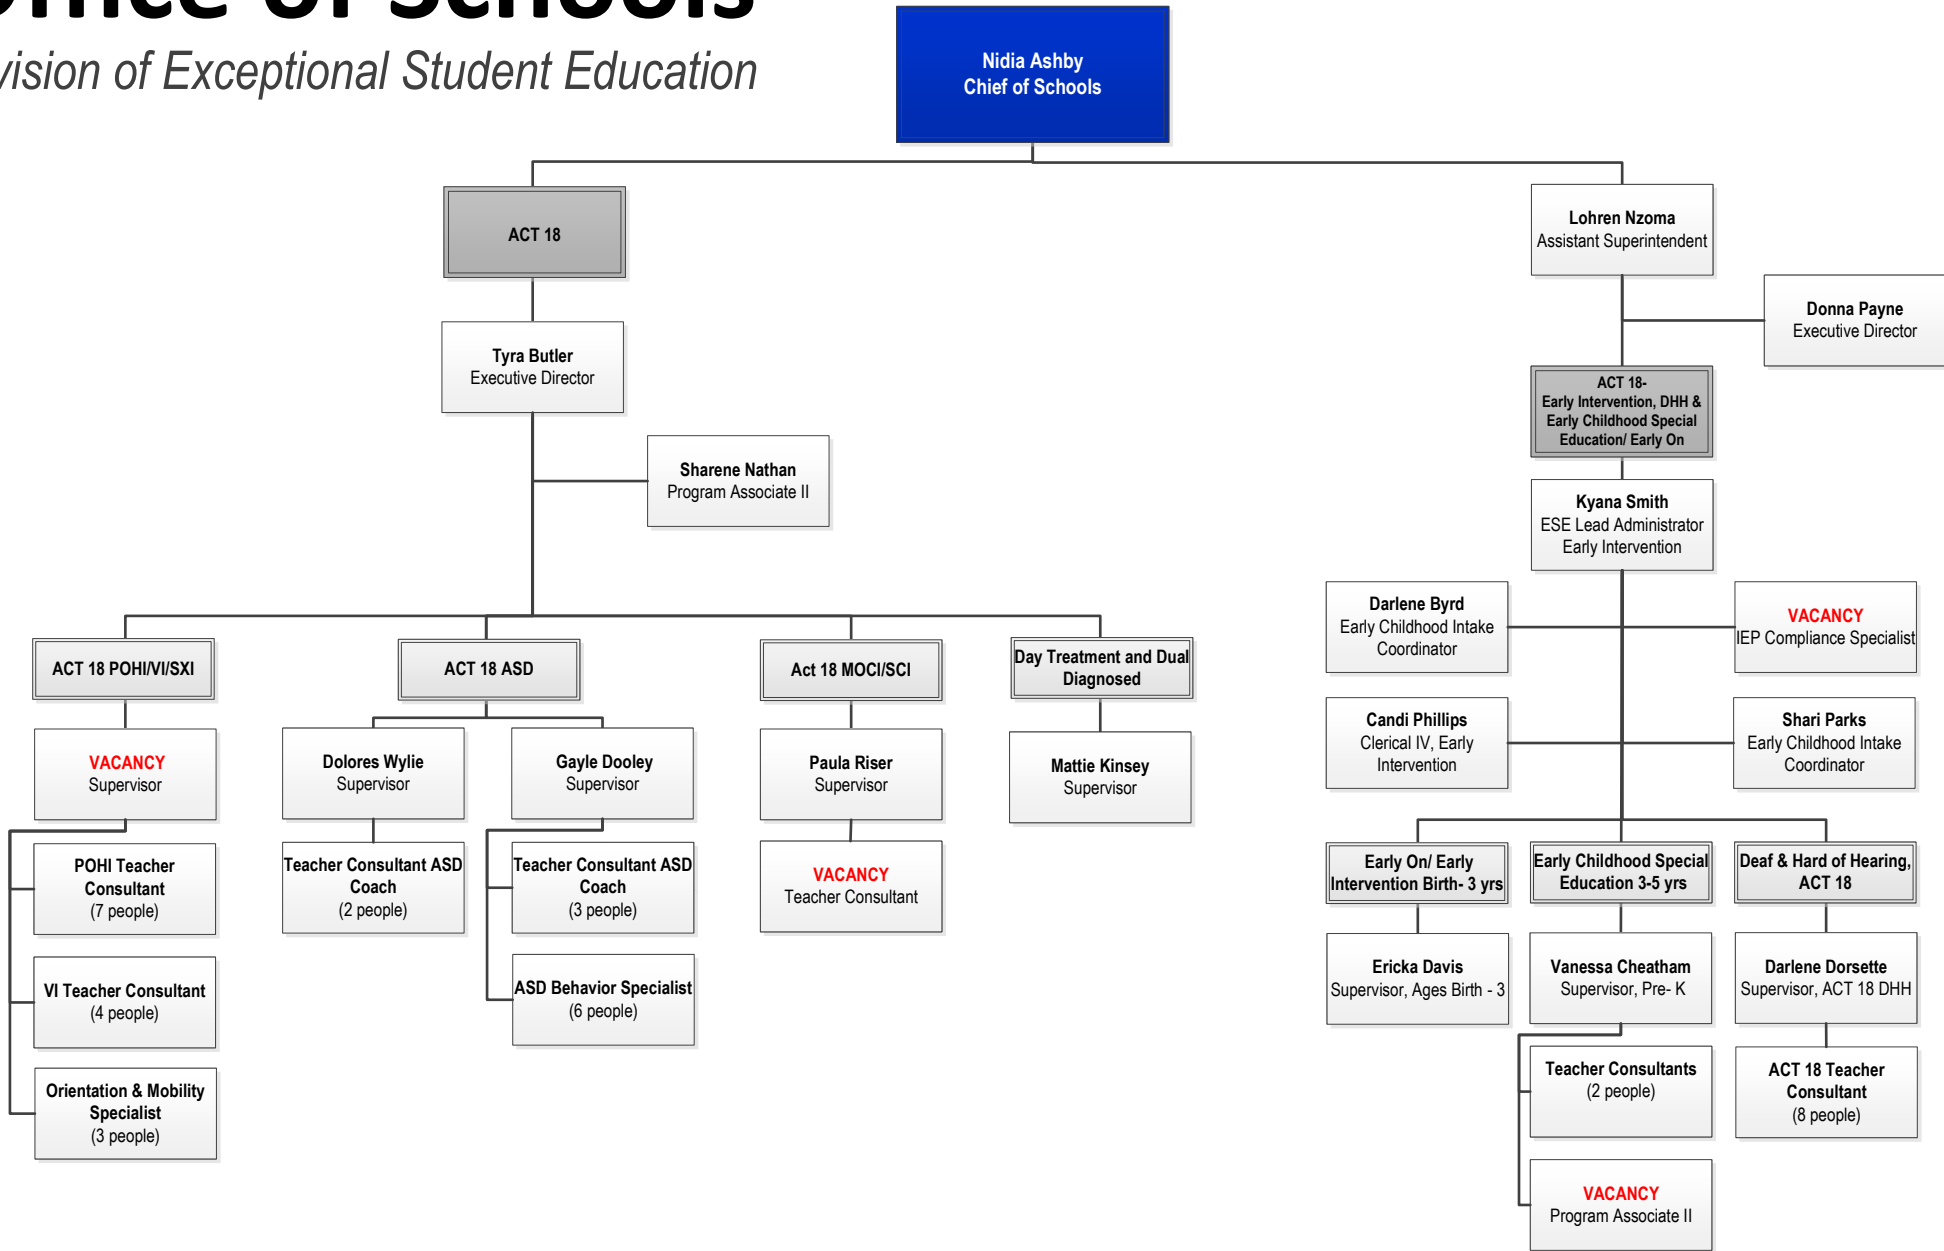 of Schools
of Exceptional Student Education
Nidia Ashby
Chief of Schools
ACT 18
Lohren Nzoma
Assistant Superintendent
Donna Payne
Executive Director
Tyra Butler
Executive Director
ACT 18-
Early Intervention, DHH &
Early Childhood Special
Education/ Early On
Sharene Nathan
Program Associate II
Kyana Smith
ESE Lead Administrator
Early Intervention
Darlene Byrd
Early Childhood Intake
Coordinator
VACANCY
IEP Compliance Specialist
Candi Phillips
Clerical IV, Early
Intervention
Shari Parks
Early Childhood Intake
Coordinator
ACT 18 POHI/VI/SXI
ACT 18 ASD
Act 18 MOCI/SCI
Day Treatment and Dual
Diagnosed
VACANCY
Supervisor
Dolores Wylie
Supervisor
Gayle Dooley
Supervisor
Paula Riser
Supervisor
Mattie Kinsey
Supervisor
POHI Teacher
Consultant
(7 people)
Teacher Consultant ASD
Coach
(2 people)
Teacher Consultant ASD
Coach
(3 people)
VACANCY
Teacher Consultant
VI Teacher Consultant
(4 people)
ASD Behavior Specialist
(6 people)
Orientation & Mobility
Specialist
(3 people)
Early On/ Early
Intervention Birth- 3 yrs
Early Childhood Special
Education 3-5 yrs
Deaf & Hard of Hearing,
ACT 18
Ericka Davis
Supervisor, Ages Birth - 3
Vanessa Cheatham
Supervisor, Pre- K
Darlene Dorsette
Supervisor, ACT 18 DHH
Teacher Consultants
(2 people)
ACT 18 Teacher
Consultant
(8 people)
VACANCY
Program Associate II